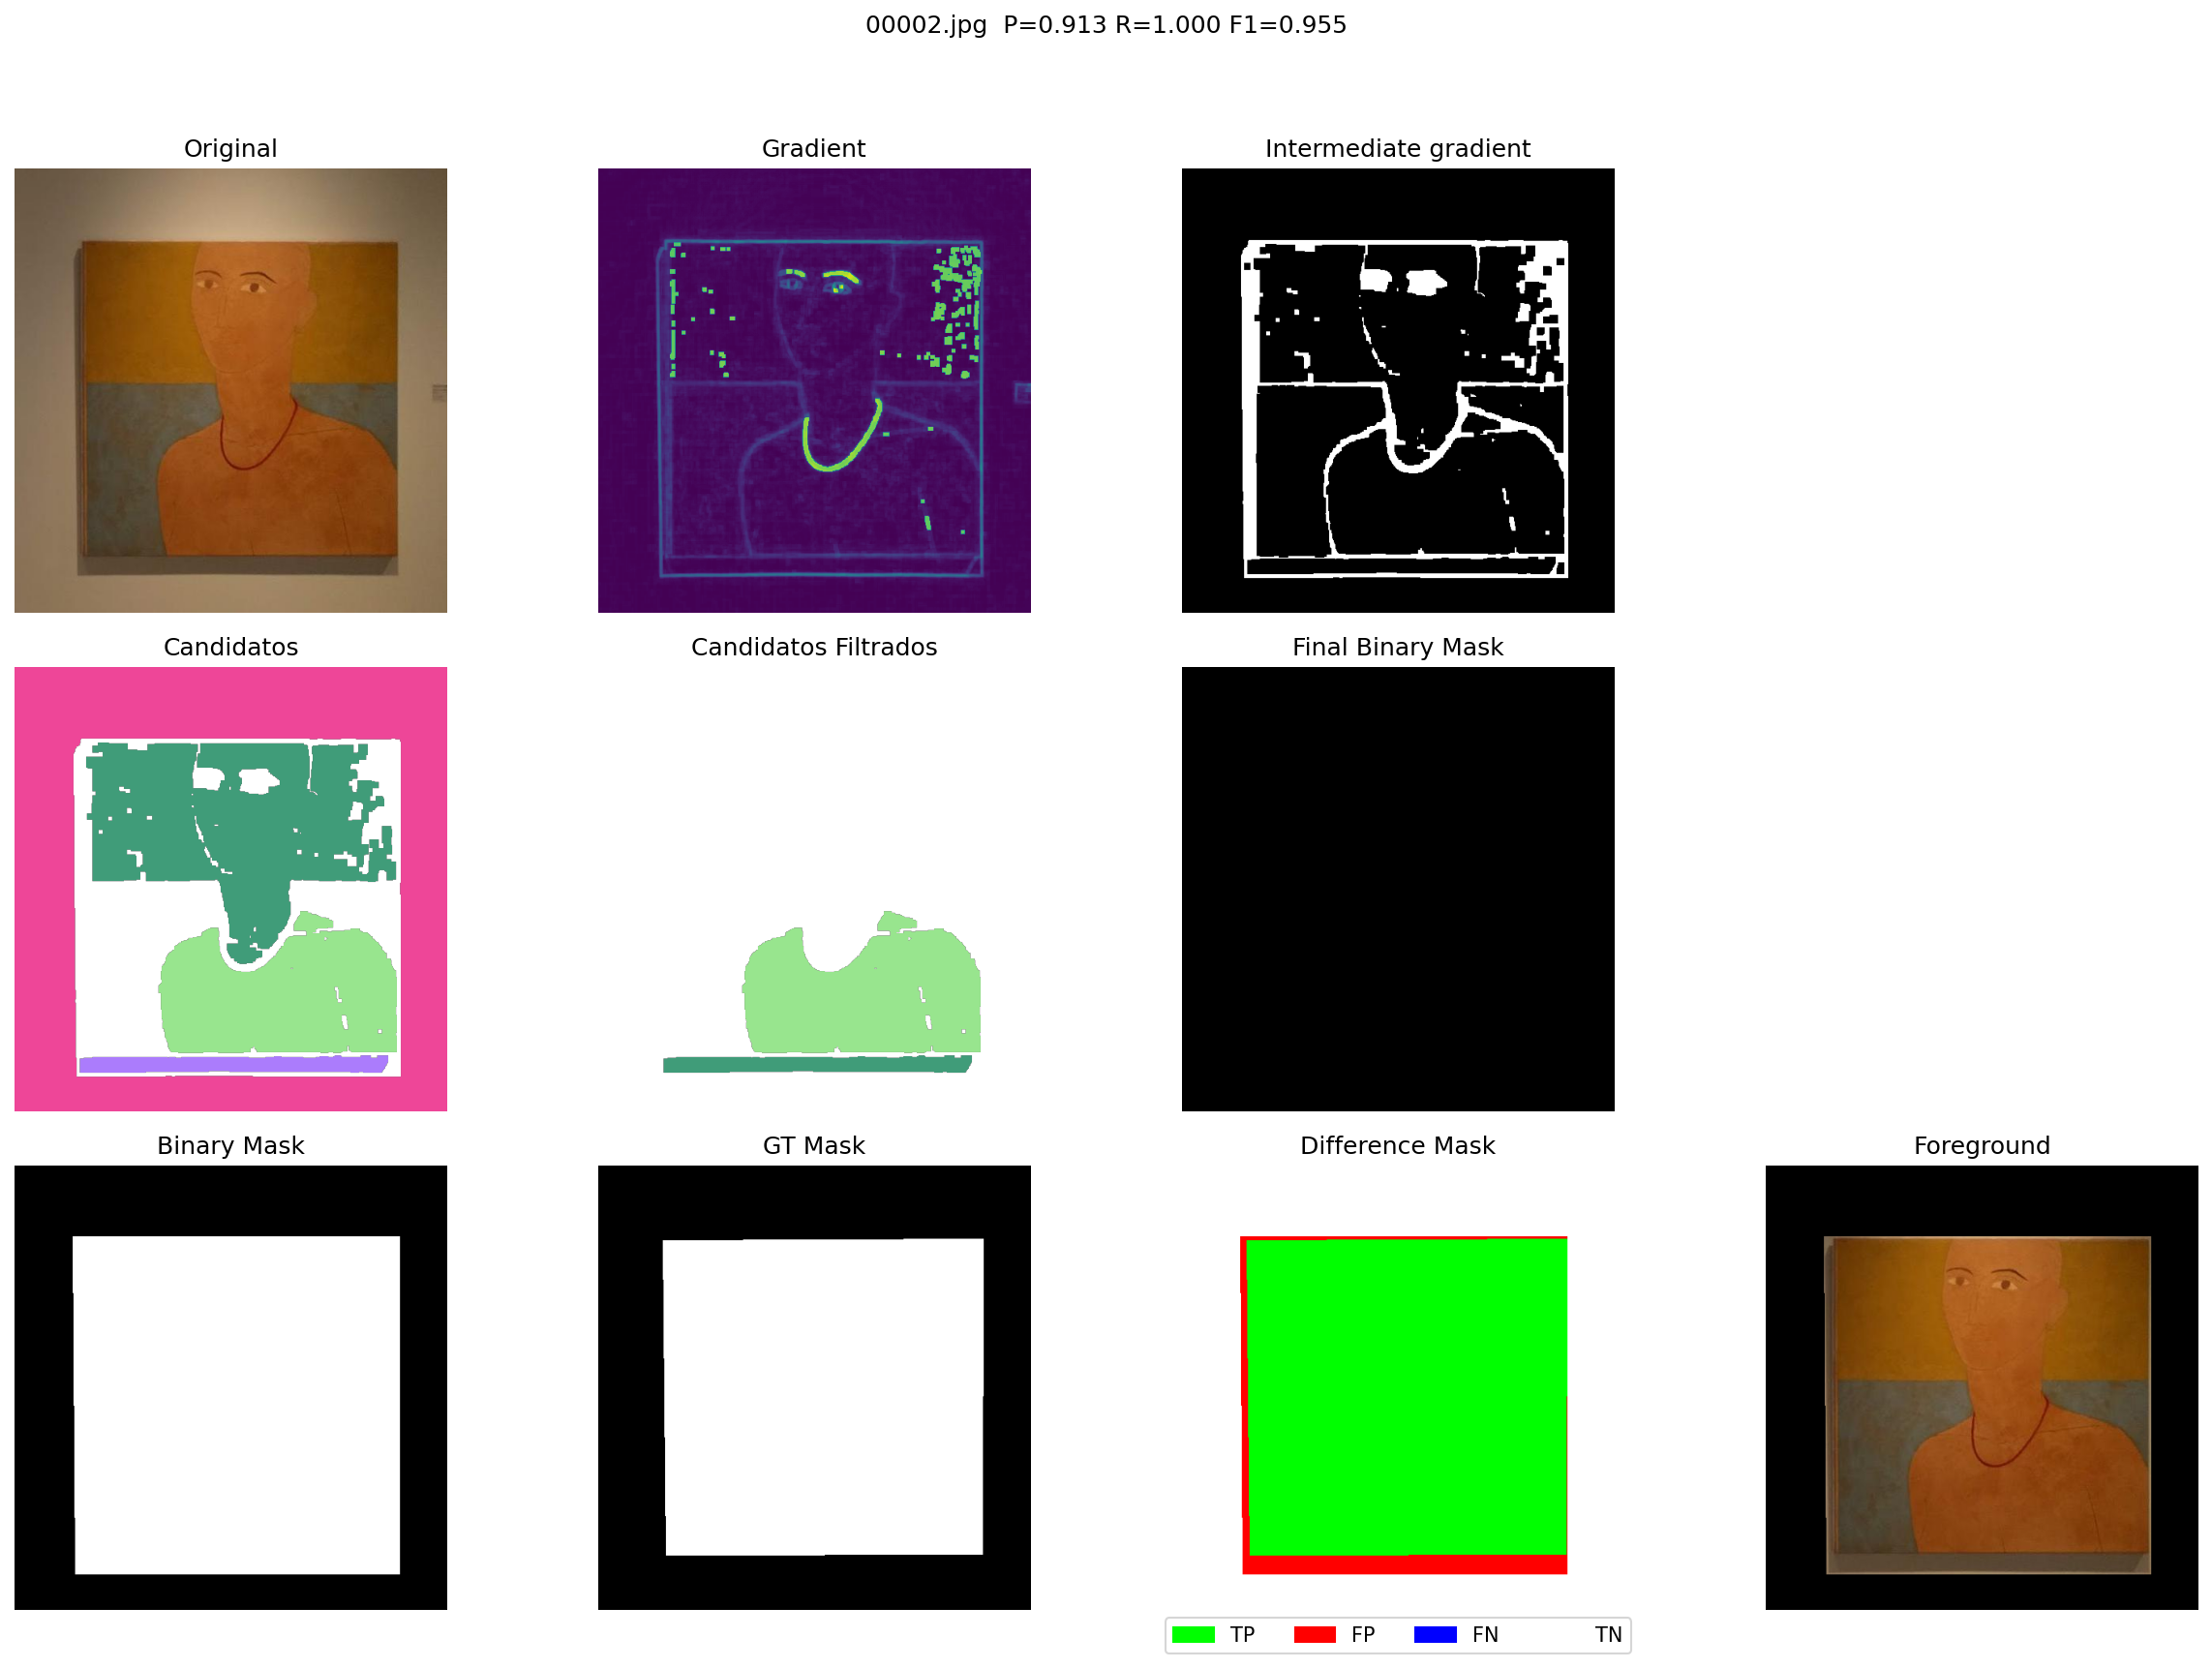 00002.jpg  P=0.913 R=1.000 F1=0.955
Original
Gradient
Intermediate gradient
Candidatos
Candidatos Filtrados
Final Binary Mask
Binary Mask
GT Mask
Difference Mask
Foreground
TP
FP
FN
TN